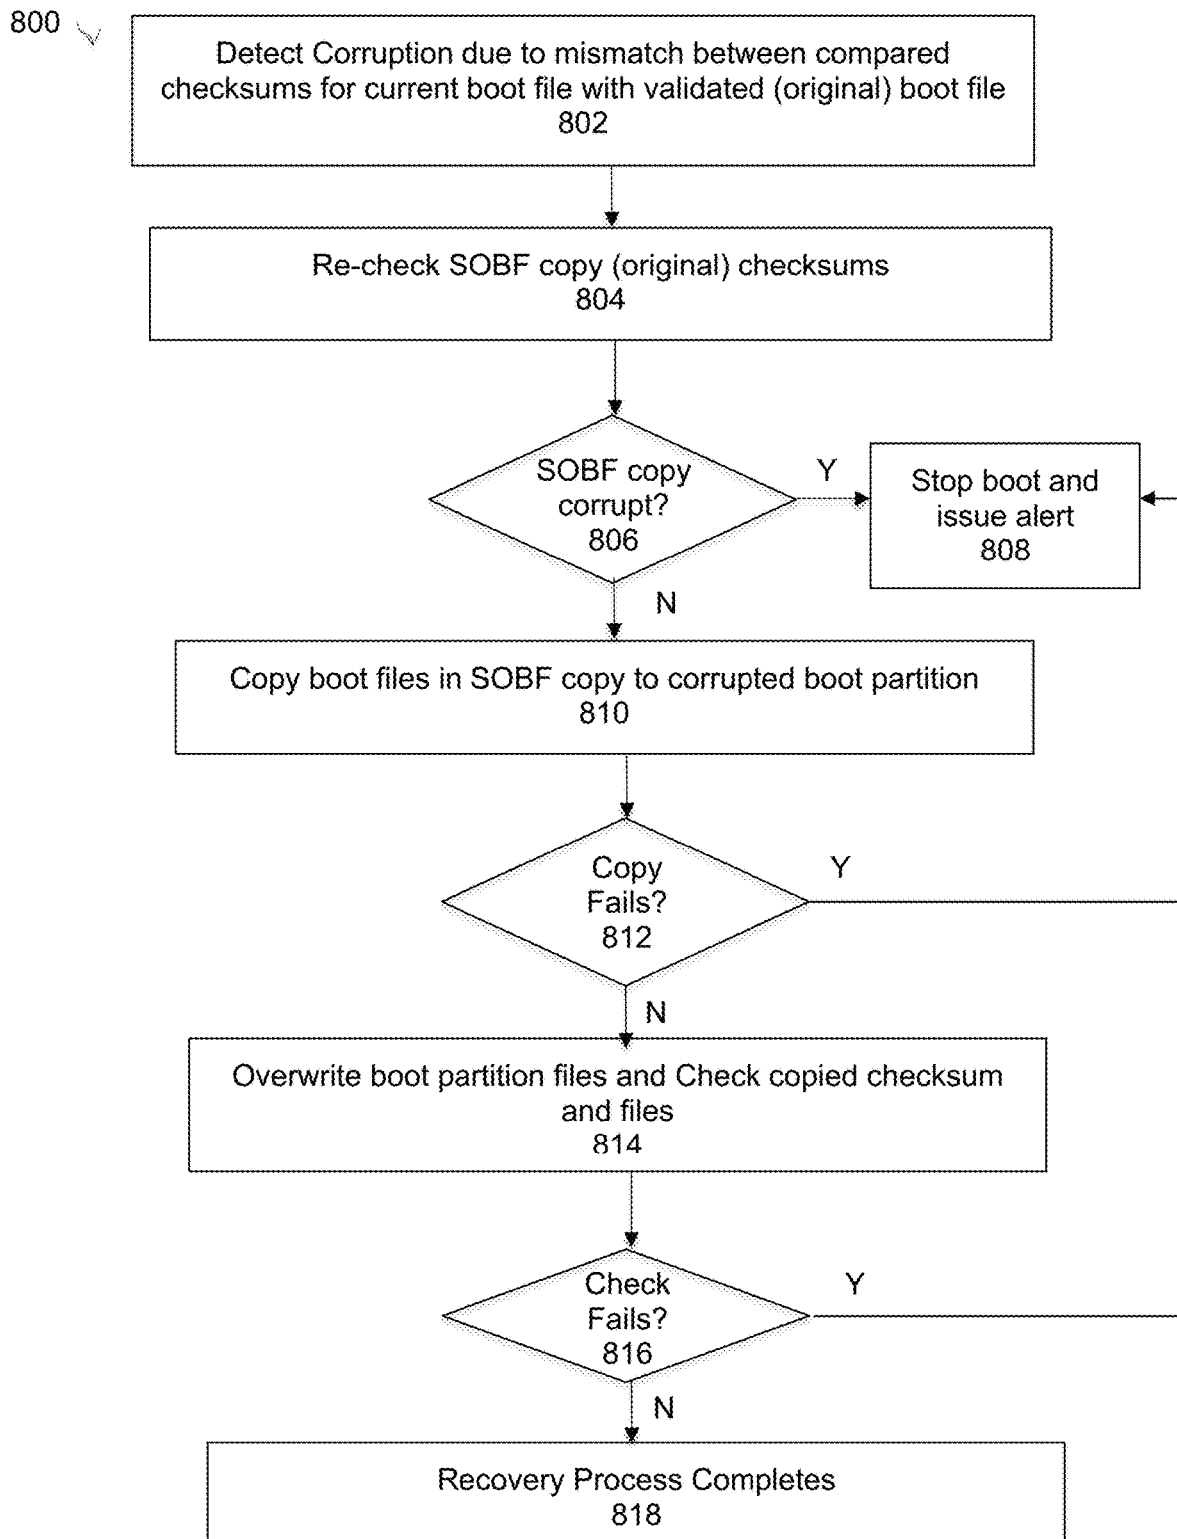 800
Detect Corruption due to mismatch between compared
checksums for current boot file with validated (original) boot file
802
Re-check SOBF copy (original) checksums
804
SOBF copy
corrupt?
806
Y
Stop boot and
issue alert
808
N
Copy boot files in SOBF copy to corrupted boot partition
810
Copy
Fails?
812
Y
N
Overwrite boot partition files and Check copied checksum
and files
814
Check
Fails?
816
Y
N
Recovery Process Completes
818